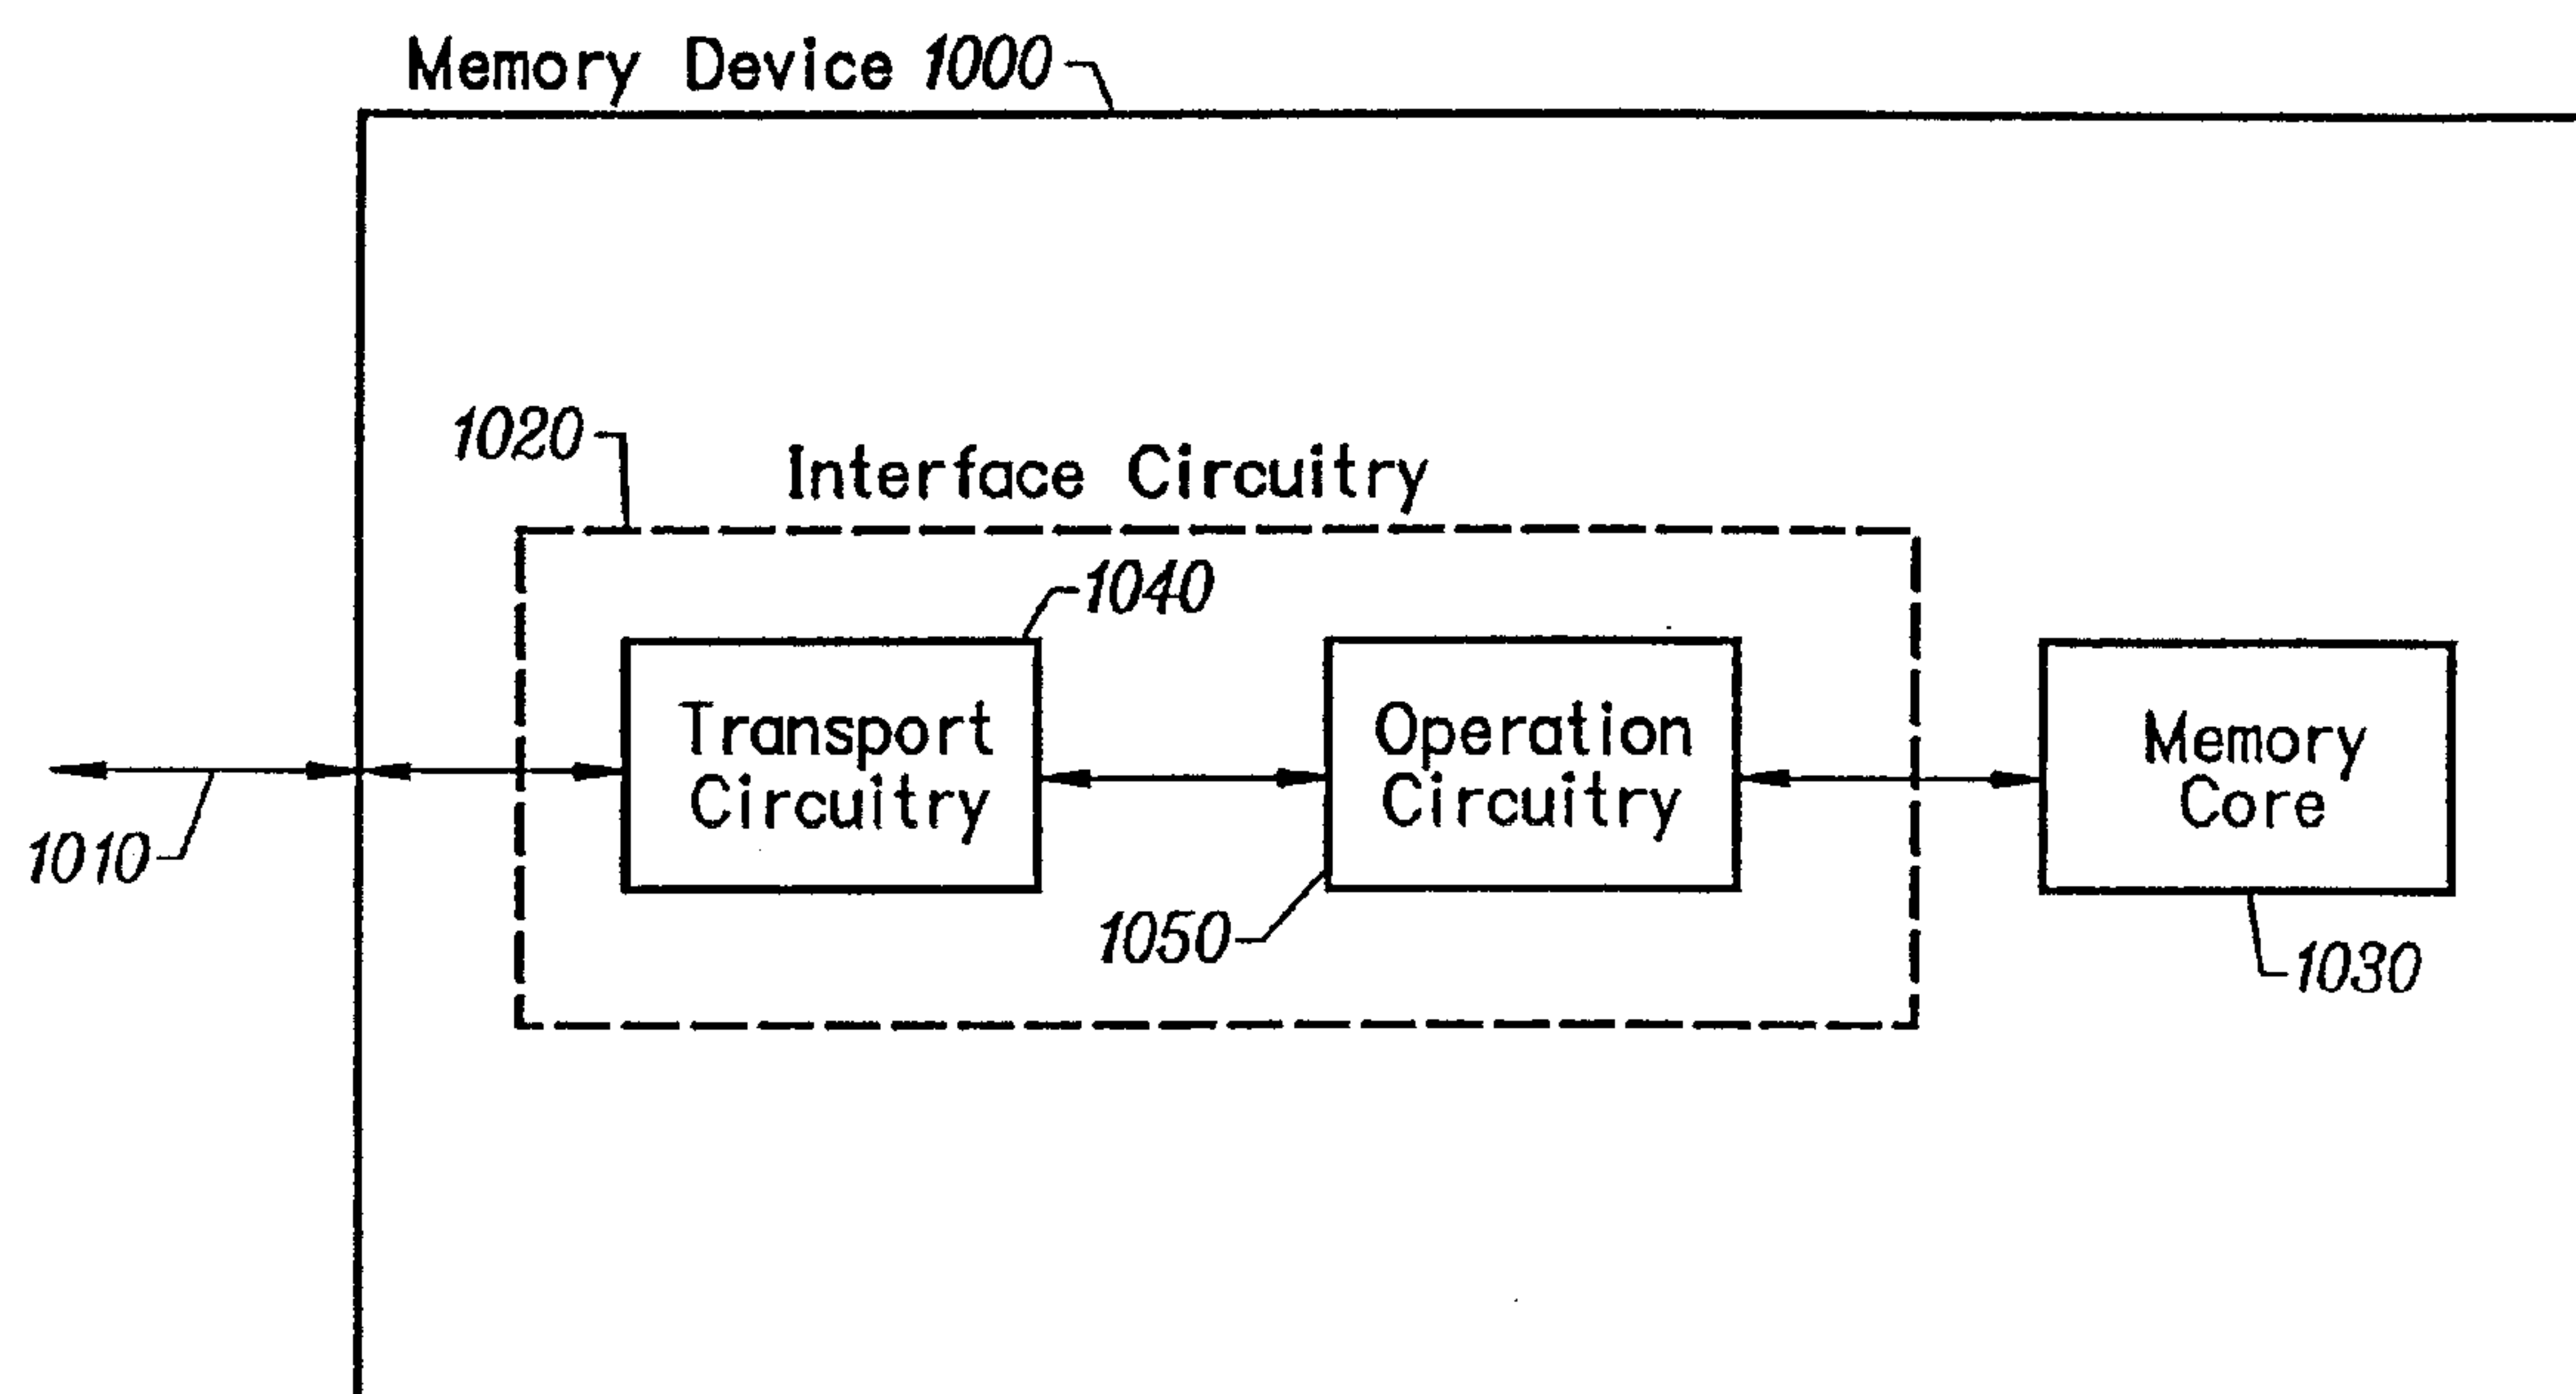 Memory Device 1000
1020
Interface Circuitry
1040
Transport
Circuitry
Operation
Circuitry
Memory
Core
1010
1050
1030